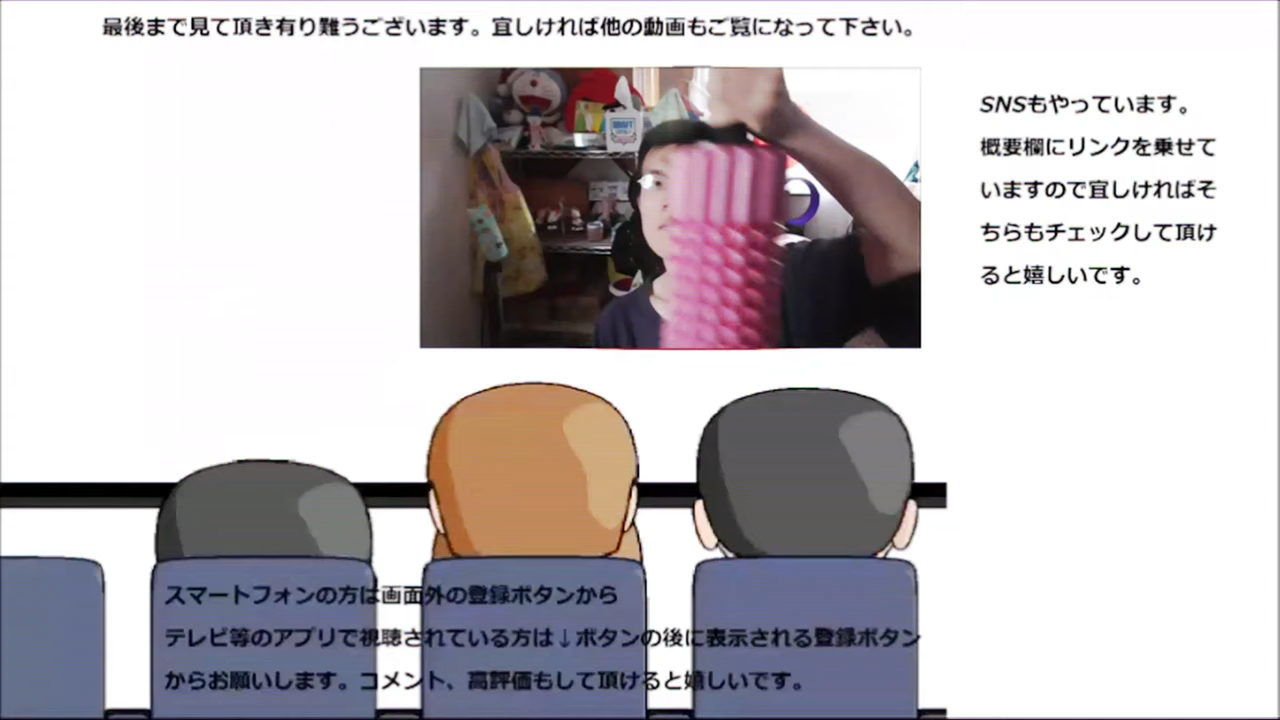 最後まで見て頂き有り難うございます。宜しければ他の動画もご覧になって下さい。
SNSもやっています。
概要欄にリンクを乗せて
いますので宜しければそ
ちらもチェックして頂け
ると嬉しいです。
スマートフォンの方は画面外の登録ボタンから
テレビ等のアプリで視聴されている方は↓ボタンの後に表示される登録ボタン
からお願いします。コメント、高評価もして頂けると嬉しいです。